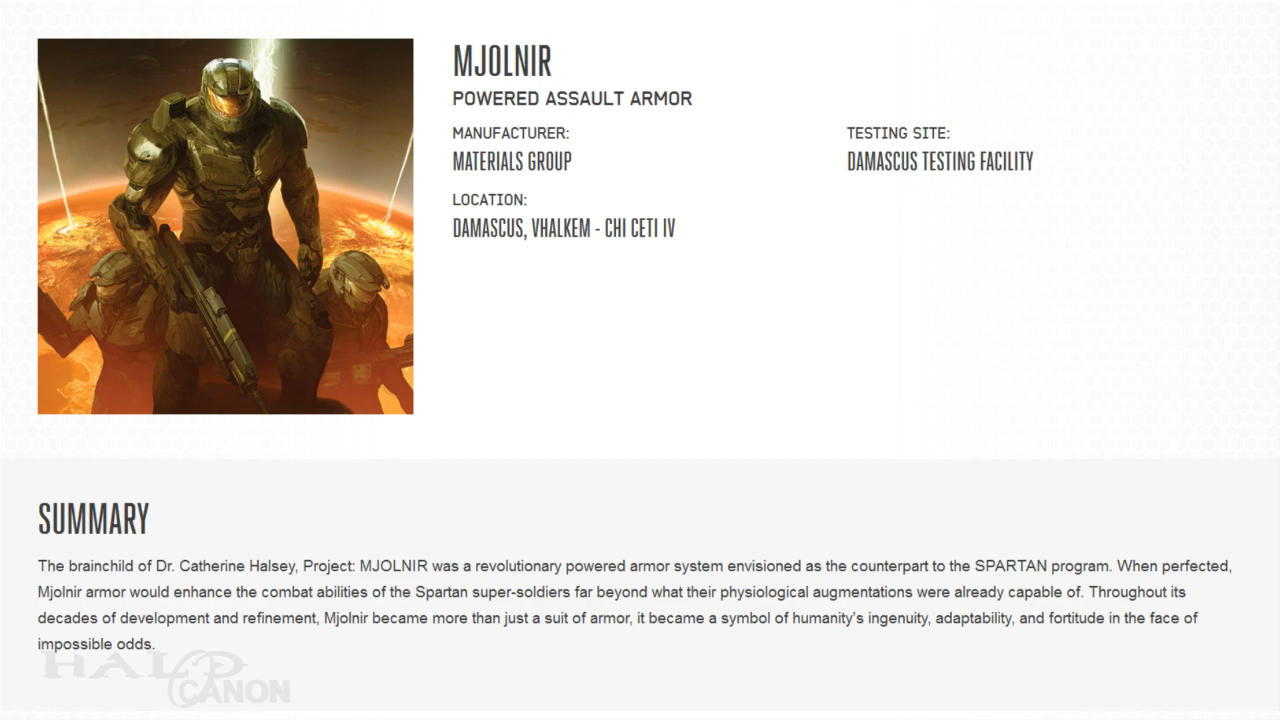 MJOLNIR
POWERED ASSAULT ARMOR
MANUFACTURER:
MATERIALS GROUP
TESTING SITE:
DAMASCUS TESTING FACILITY
LOCATION:
DAMASCUS, VHALKEM - CHI CETI IV
SUMMARY
The brainchild of Dr. Catherine Halsey, Project: MJOLNIR was a revolutionary powered armor system envisioned as the counterpart to the SPARTAN program. When perfected,
Mjolnir armor would enhance the combat abilities of the Spartan super-soldiers far beyond what their physiological augmentations were already capable of. Throughout its
decades of development and refinement, Mjolnir became more than just a suit of armor, it became a symbol of humanity's ingenuity, adaptability, and fortitude in the face of
impossible odds.
HALO
CANON